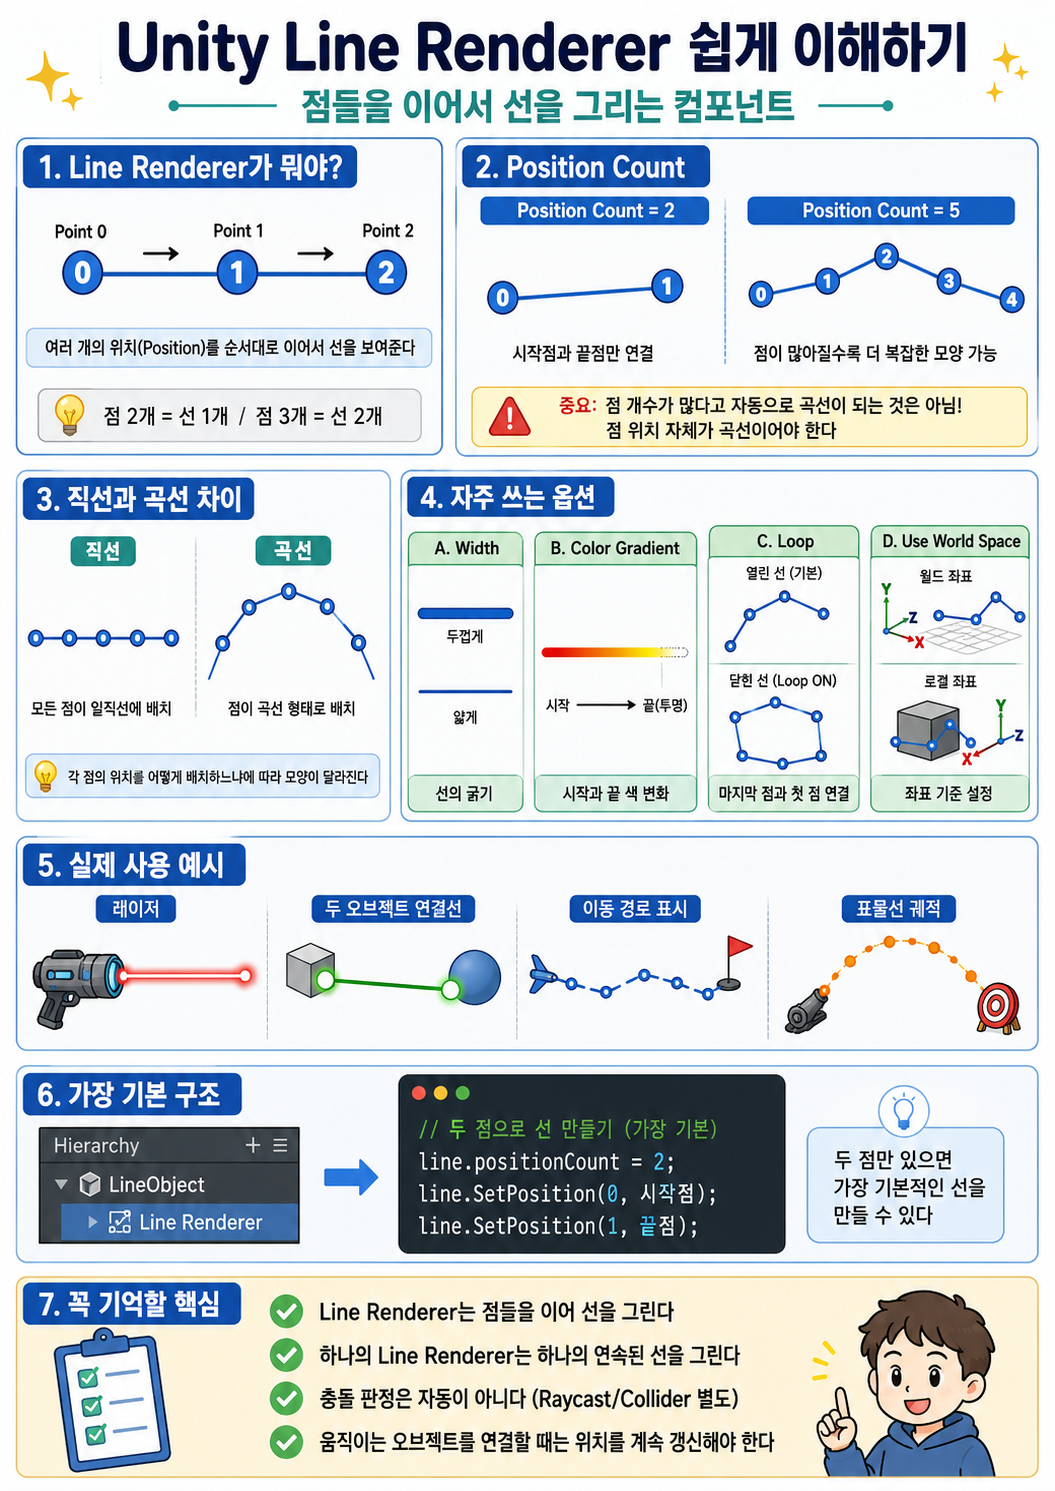 Unity Line Renderer 쉽게 이해하기
점들을 이어서 선을 그리는 컴포넌트
1. Line Renderer가 뭐야?
Point 0
Point 1
Point 2
0
1
2
여러 개의 위치(Position)를 순서대로 이어서 선을 보여준다
점 2개 = 선 1개 / 점 3개 = 선 2개
2. Position Count
Position Count = 2
0
1
시작점과 끝점만 연결
Position Count = 5
0
1
2
3
4
점이 많아질수록 더 복잡한 모양 가능
중요: 점 개수가 많다고 자동으로 곡선이 되는 것은 아님!
점 위치 자체가 곡선이어야 한다
3. 직선과 곡선 차이
직선
모든 점이 일직선에 배치
곡선
점이 곡선 형태로 배치
각 점의 위치를 어떻게 배치하느냐에 따라 모양이 달라진다
4. 자주 쓰는 옵션
A. Width
두껍게
얇게
선의 굵기
B. Color Gradient
시작
끝(투명)
시작과 끝 색 변화
C. Loop
열린 선 (기본)
닫힌 선 (Loop ON)
마지막 점과 첫 점 연결
D. Use World Space
월드 좌표
Y
Z
X
로컬 좌표
Y
Z
X
좌표 기준 설정
5. 실제 사용 예시
래이저
두 오브젝트 연결선
이동 경로 표시
표물선 궤적
6. 가장 기본 구조
Hierarchy
LineObject
Line Renderer
// 두 점으로 선 만들기 (가장 기본)
line.positionCount = 2;
line.SetPosition(0, 시작점);
line.SetPosition(1, 끝점);
두 점만 있으면
가장 기본적인 선을
만들 수 있다
7. 꼭 기억할 핵심
Line Renderer는 점들을 이어 선을 그린다
하나의 Line Renderer는 하나의 연속된 선을 그린다
충돌 판정은 자동이 아니다 (Raycast/Collider 별도)
움직이는 오브젝트를 연결할 때는 위치를 계속 갱신해야 한다